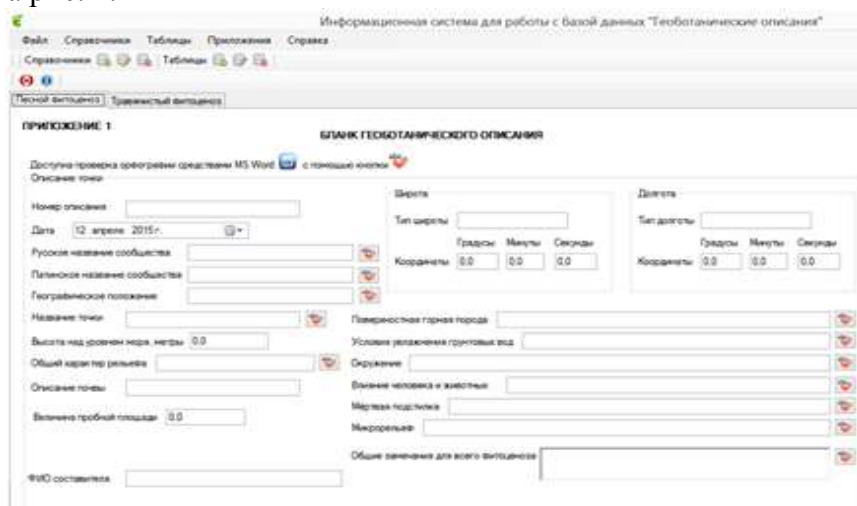 Информационная система для работы с базой данных "Геоботанические описания"
Файл Справочники Таблицы Приложения Справка
Справочники Таблицы
Лесной фитоценоз Травянистый фитоценоз
ПРИЛОЖЕНИЕ 1
БЛАНК ГЕОБОТАНИЧЕСКОГО ОПИСАНИЯ
Доступна проверка орфографии средствами MS Word с помощью кнопки
Описание точки
Широта Долгота
Номер описания
Тип широты Тип долготы
Дата 12 апреля 2015 г.
Градусы Минуты Секунды Градусы Минуты Секунды
Русское название сообщества
Координаты 0.0 0.0 0.0 Координаты 0.0 0.0 0.0
Латинское название сообщества
Географическое положение
Название точки Поверхностная горная порода
Высота над уровнем моря, метры 0.0 Условия увлажнения грунтовых вод
Общий характер рельефа Окружение
Описание почвы Влияние человека и животных
Мертвая подстилка
Величина пробной площади 0.0
Микрорельеф
Общие замечания для всего фитоценоза
ФИО составителя